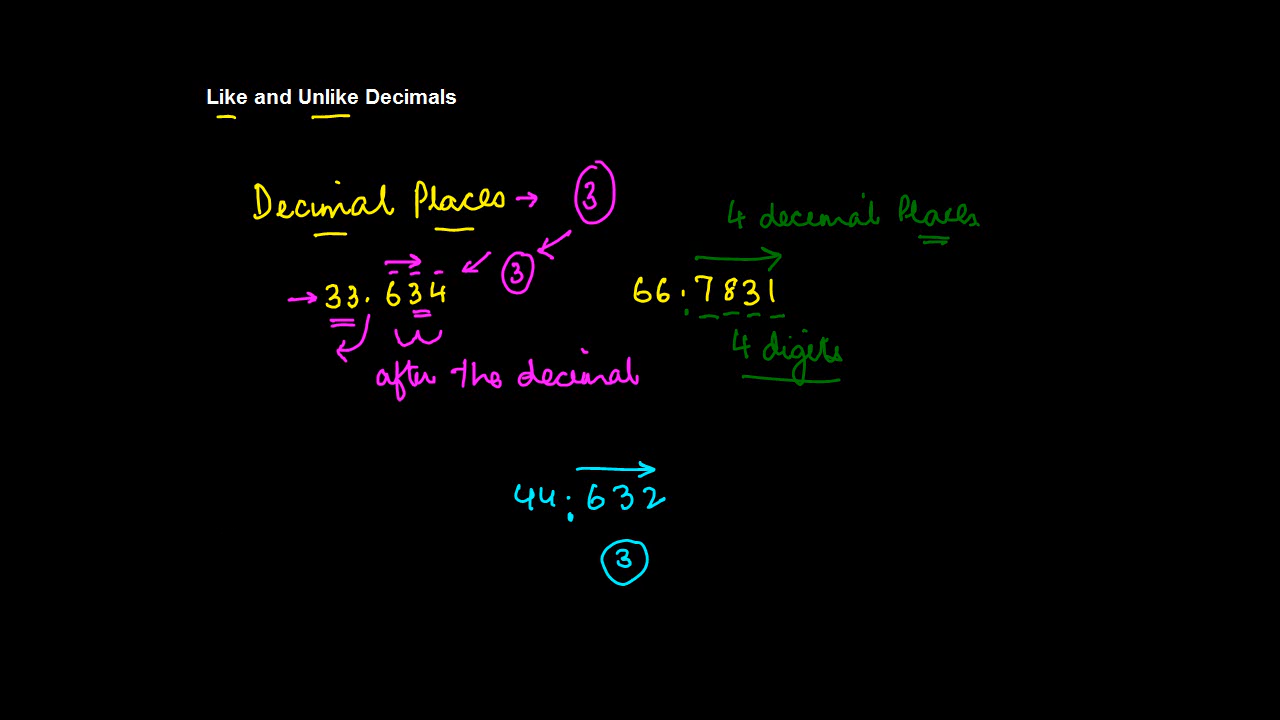 Like and Unlike Decimals
Decimal Places → 3
4 decimal Places
3
→ 33.634
66.7831
4 digits
after the decimal
44.632
3